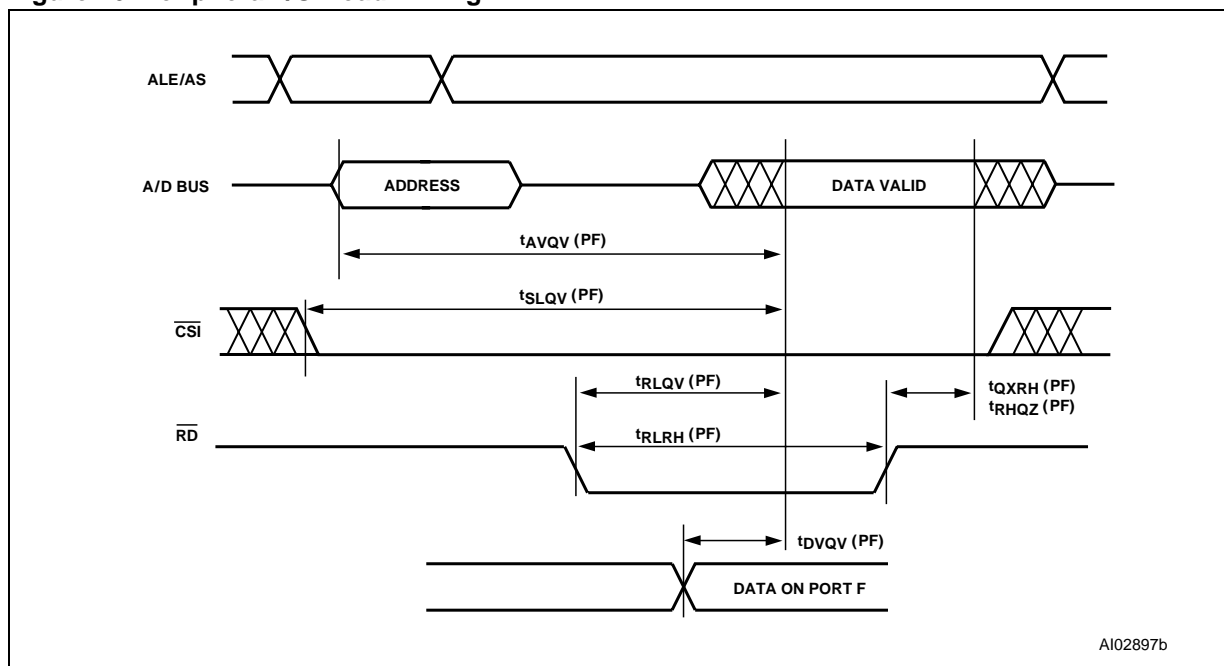 ALE/AS
A/D BUS
ADDRESS
DATA VALID
tAVQV (PF)
tSLQV (PF)
CSI
tRLQV (PF)
tQXRH (PF)
tRHQZ (PF)
RD
tRLRH (PF)
tDVQV (PF)
DATA ON PORT F
AI02897b